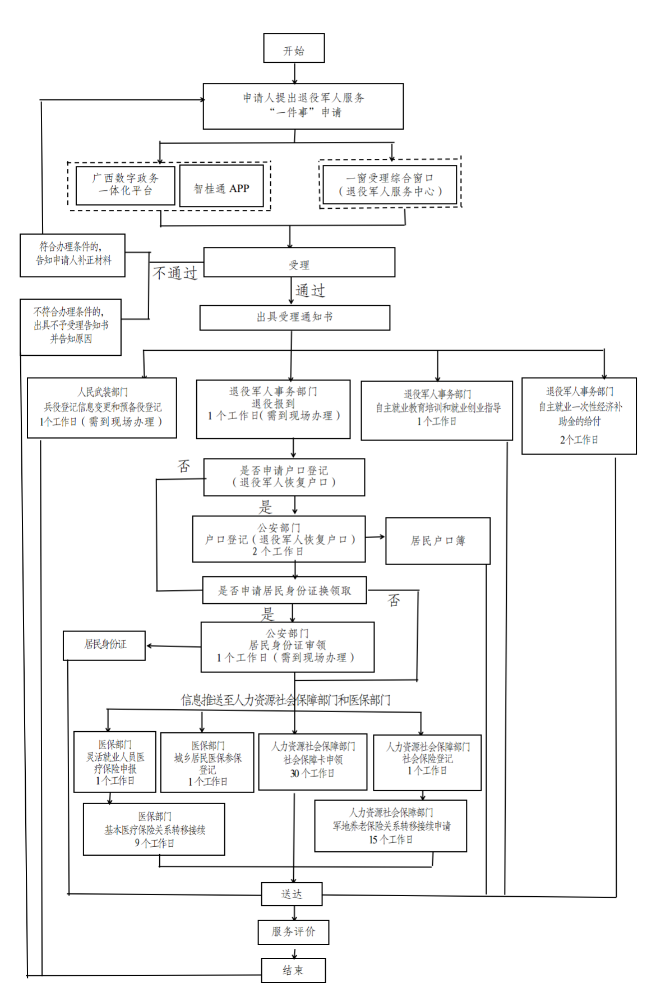 开始
申请人提出退役军人服务
“一件事”申请
广西数字政务
一体化平台
智桂通 APP
一窗受理综合窗口
（退役军人服务中心）
符合办理条件的，
告知申请人补正材料
不通过
受理
通过
不符合办理条件的，
出具不予受理告知书
并告知原因
出具受理通知书
人民武装部门
兵役登记信息变更和预备役登记
1个工作日（需到现场办理）
退役军人事务部门
退役报到
1 个工作日（需到现场办理）
退役军人事务部门
自主就业教育培训和就业创业指导
1 个工作日
退役军人事务部门
自主就业一次性经济补
助金的给付
2个工作日
否
是否申请户口登记
（退役军人恢复户口）
是
公安部门
户口登记（退役军人恢复户口）
2 个工作日
居民户口簿
是否申请居民身份证换领取
否
是
公安部门
居民身份证审领
1 个工作日（需到现场办理）
居民身份证
信息推送至人力资源社会保障部门和医保部门
医保部门
灵活就业人员医
疗保险申报
1 个工作日
医保部门
城乡居民医保参保
登记
1 个工作日
人力资源社会保障部门
社会保障卡申领
30 个工作日
人力资源社会保障部门
社会保险登记
1 个工作日
医保部门
基本医疗保险关系转移接续
9 个工作日
人力资源社会保障部门
军地养老保险关系转移接续申请
15 个工作日
送达
服务评价
结束